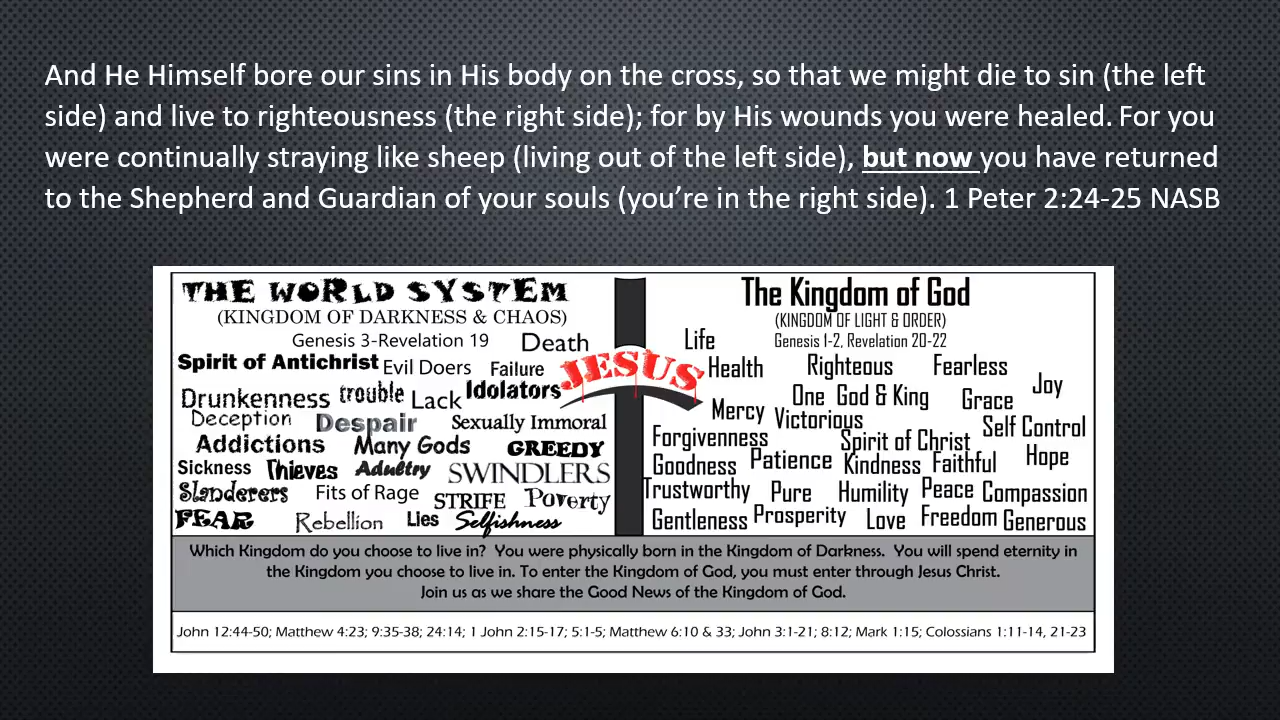 And He Himself bore our sins in His body on the cross, so that we might die to sin (the left
side) and live to righteousness (the right side); for by His wounds you were healed. For you
were continually straying like sheep (living out of the left side), but now you have returned
to the Shepherd and Guardian of your souls (you’re in the right side). 1 Peter 2:24-25 NASB
THE WORLD SYSTEM
(KINGDOM OF DARKNESS & CHAOS)
Genesis 3-Revelation 19
Death
Spirit of Antichrist
Evil Doers
Failure
Drunkenness
trouble
Lack
Idolators
Deception
Despair
Sexually Immoral
Addictions
Many Gods
GREEDY
Sickness
Thieves
Adultry
SWINDLERS
Slanderers
Fits of Rage
STRIFE
Poverty
FEAR
Rebellion
Lies
Selfishness
JESUS
The Kingdom of God
(KINGDOM OF LIGHT & ORDER)
Genesis 1-2, Revelation 20-22
Life
Health
Righteous
Fearless
Joy
One God & King
Grace
Mercy
Victorious
Self Control
Forgivenness
Spirit of Christ
Hope
Goodness
Patience
Kindness
Faithful
Trustworthy
Pure
Humility
Peace
Compassion
Gentleness
Prosperity
Love
Freedom
Generous
Which Kingdom do you choose to live in? You were physically born in the Kingdom of Darkness. You will spend eternity in
the Kingdom you choose to live in. To enter the Kingdom of God, you must enter through Jesus Christ.
Join us as we share the Good News of the Kingdom of God.
John 12:44-50; Matthew 4:23; 9:35-38; 24:14; 1 John 2:15-17; 5:1-5; Matthew 6:10 & 33; John 3:1-21; 8:12; Mark 1:15; Colossians 1:11-14, 21-23